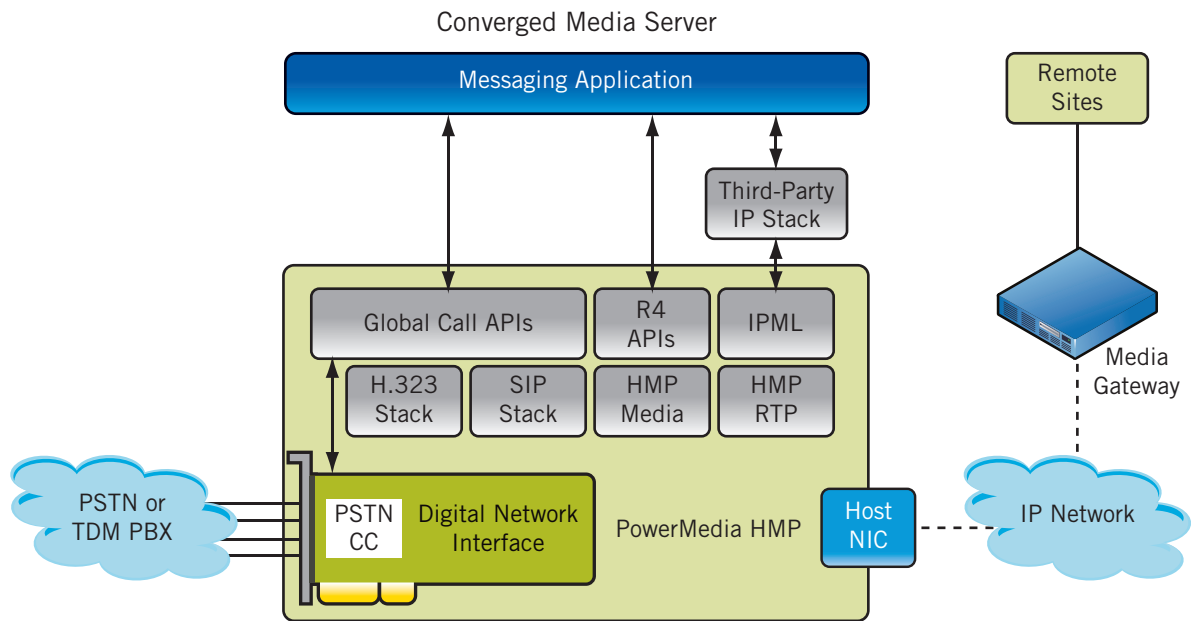 Converged Media Server
Messaging Application
Remote
Sites
Third-Party
IP Stack
Global Call APIs
R4
APIs
IPML
Media
Gateway
H.323
Stack
SIP
Stack
HMP
Media
HMP
RTP
PSTN or
TDM PBX
PSTN
CC
Digital Network
Interface
PowerMedia HMP
Host
NIC
IP Network